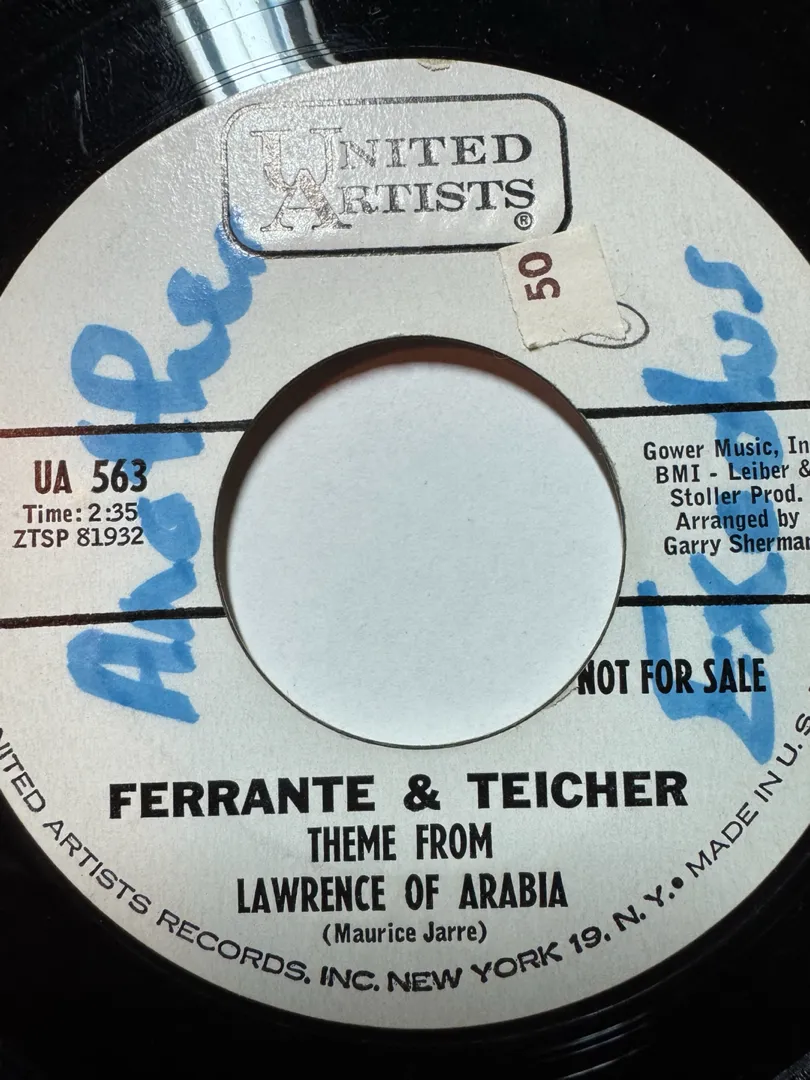 UNITED
ARTISTS®
50
Another
Exodus
UA 563
Time: 2:35
ZTSP 81932
Gower Music, In
BMI - Leiber &
Stoller Prod.
Arranged by
Garry Sherman
NOT FOR SALE
FERRANTE & TEICHER
THEME FROM
LAWRENCE OF ARABIA
(Maurice Jarre)
NITED ARTISTS RECORDS, INC. NEW YORK 19, N. Y. • MADE IN U. S